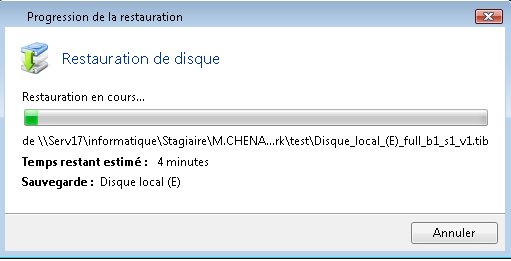 Progression de la restauration
Restauration de disque
Restauration en cours...
de \\Serv17\informatique\Stagiaire\M.CHENA...rk\test\Disque_local_(E)_full_b1_s1_v1.tib
Temps restant estimé : 4 minutes
Sauvegarde : Disque local (E)
Annuler